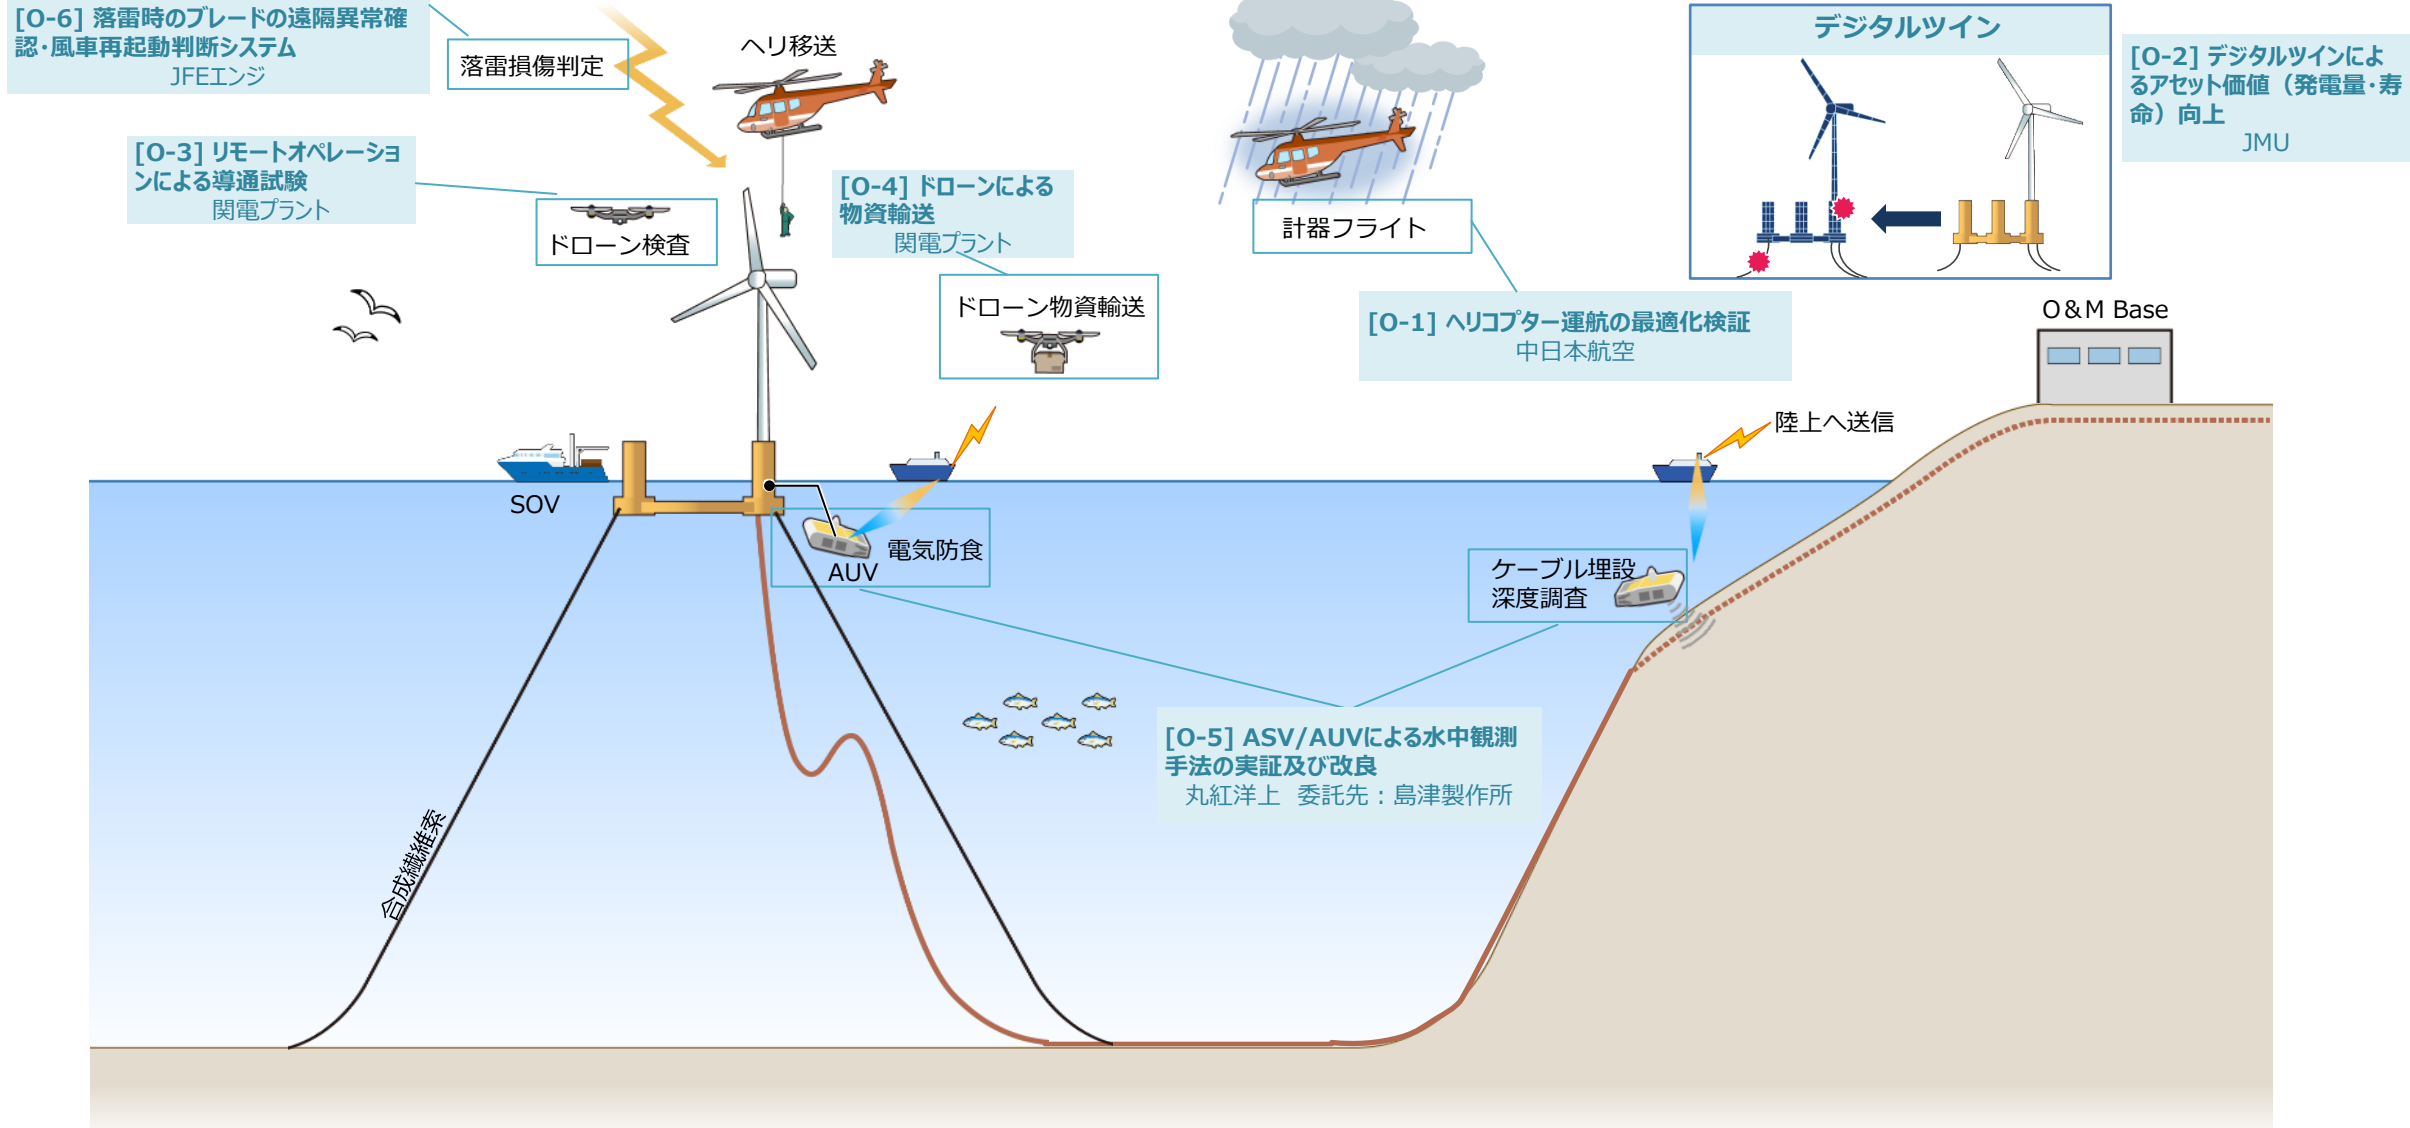 [O-6] 落雷時のブレードの遠隔異常確
認・風車再起動判断システム
JFEエンジ
落雷損傷判定
ヘリ移送
デジタルツイン
[O-2] デジタルツインによ
るアセット価値（発電量・寿
命）向上
JMU
[O-3] リモートオペレーショ
ンによる導通試験
関電プラント
ドローン検査
[O-4] ドローンによる
物資輸送
関電プラント
ドローン物資輸送
計器フライト
[O-1] ヘリコプター運航の最適化検証
中日本航空
O&M Base
陸上へ送信
SOV
電気防食
AUV
ケーブル埋設
深度調査
[O-5] ASV/AUVによる水中観測
手法の実証及び改良
丸紅洋上 委託先：島津製作所
合成繊維索